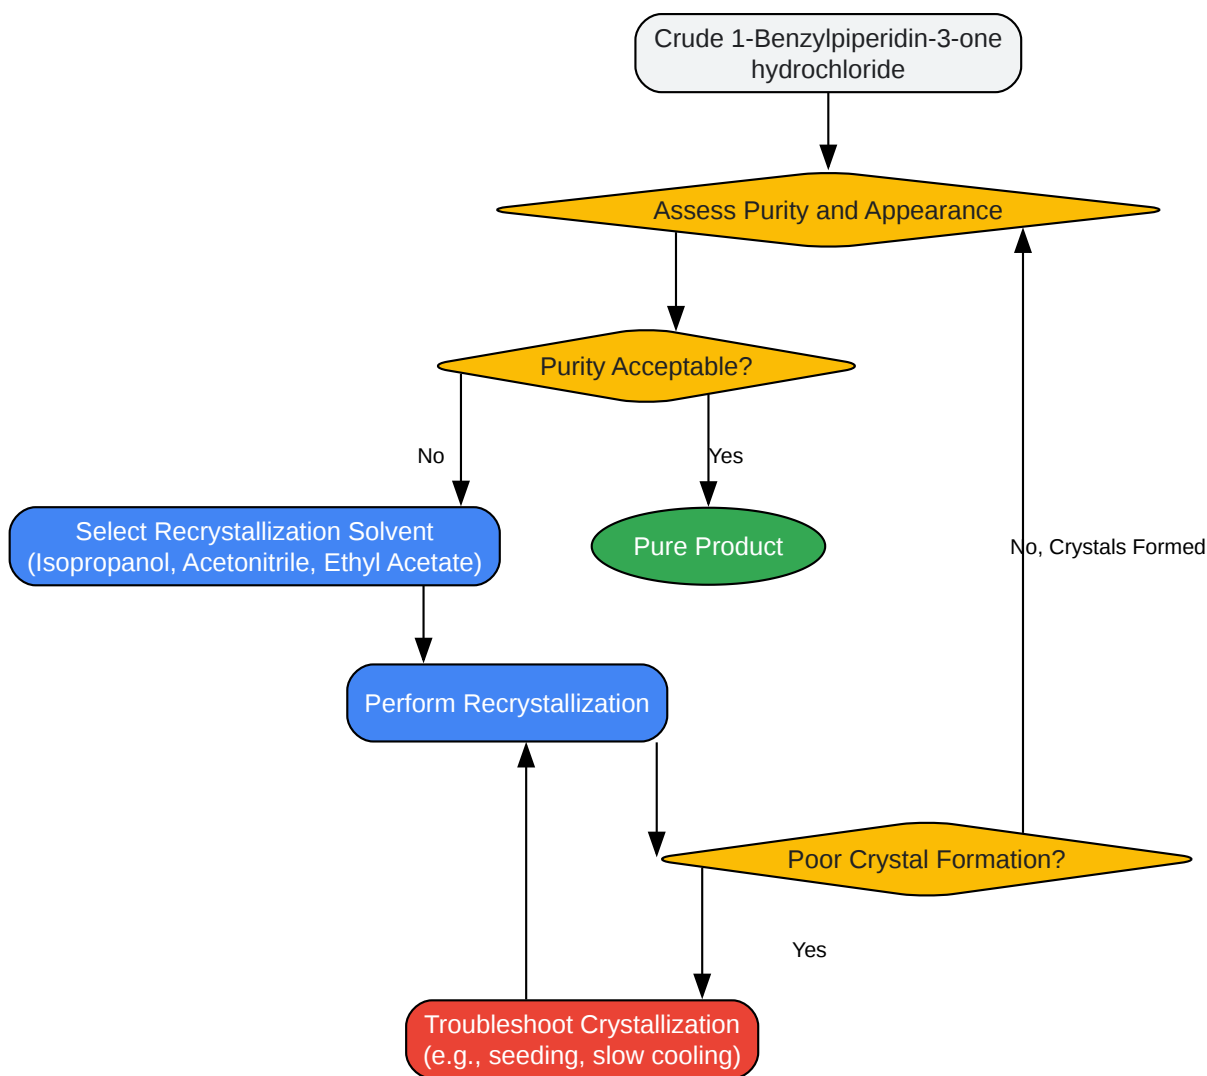 Crude 1-Benzylpiperidin-3-one
hydrochloride
Assess Purity and Appearance
Purity Acceptable?
No
Yes
Select Recrystallization Solvent
(Isopropanol, Acetonitrile, Ethyl Acetate)
Pure Product
No, Crystals Formed
Perform Recrystallization
Poor Crystal Formation?
Yes
Troubleshoot Crystallization
(e.g., seeding, slow cooling)